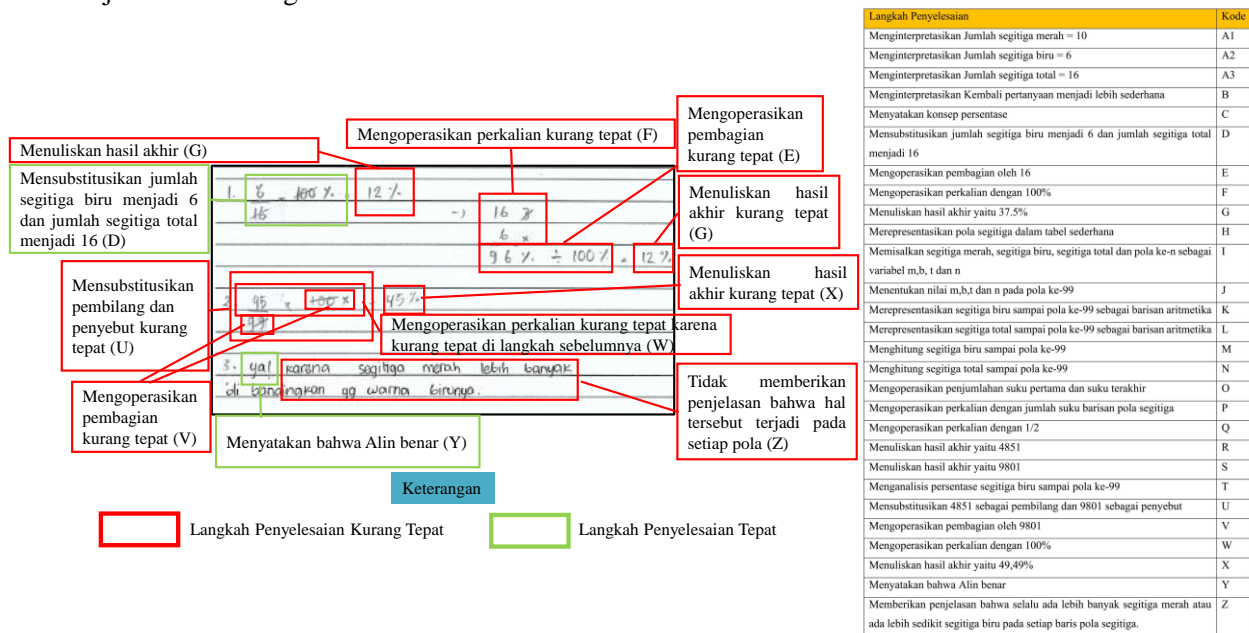 Mengoperasikan
pembagian
kurang tepat (E)
Mengoperasikan perkalian kurang tepat (F)
Menuliskan hasil akhir (G)
Mensubstitusikan jumlah
segitiga biru menjadi 6
dan jumlah segitiga total
menjadi 16 (D)
Menuliskan hasil
akhir kurang tepat
(G)
1. 6 100 % 12 %
16
16
6 x
96 % ÷ 100 % = 12 %
Menuliskan hasil
akhir kurang tepat (X)
Mensubstitusikan
pembilang dan
penyebut kurang
tepat (U)
95 x 100 x 45 %
99
Mengoperasikan perkalian kurang tepat karena
kurang tepat di langkah sebelumnya (W)
3. ya! karena segitiga merah lebih banyak
di bandingkan yg warna birunya.
Mengoperasikan
pembagian
kurang tepat (V)
Tidak memberikan
penjelasan bahwa hal
tersebut terjadi pada
setiap pola (Z)
Menyatakan bahwa Alin benar (Y)
Keterangan
Langkah Penyelesaian Kurang Tepat
Langkah Penyelesaian Tepat
Langkah Penyelesaian Kode
Menginterpretasikan Jumlah segitiga merah = 10 A1
Menginterpretasikan Jumlah segitiga biru = 6 A2
Menginterpretasikan Jumlah segitiga total = 16 A3
Menginterpretasikan Kembali pertanyaan menjadi lebih sederhana B
Menyatakan konsep persentase C
Mensubstitusikan jumlah segitiga biru menjadi 6 dan jumlah segitiga total D
menjadi 16
Mengoperasikan pembagian oleh 16 E
Mengoperasikan perkalian dengan 100% F
Menuliskan hasil akhir yaitu 37.5% G
Merepresentasikan pola segitiga dalam tabel sederhana H
Memisalkan segitiga merah, segitiga biru, segitiga total dan pola ke-n sebagai I
variabel m,b, t dan n
Menentukan nilai m,b,t dan n pada pola ke-99 J
Merepresentasikan segitiga biru sampai pola ke-99 sebagai barisan aritmetika K
Merepresentasikan segitiga total sampai pola ke-99 sebagai barisan aritmetika L
Menghitung segitiga biru sampai pola ke-99 M
Menghitung segitiga total sampai pola ke-99 N
Mengoperasikan penjumlahan suku pertama dan suku terakhir O
Mengoperasikan perkalian dengan jumlah suku barisan pola segitiga P
Mengoperasikan perkalian dengan 1/2 Q
Menuliskan hasil akhir yaitu 4851 R
Menuliskan hasil akhir yaitu 9801 S
Menganalisis persentase segitiga biru sampai pola ke-99 T
Mensubstitusikan 4851 sebagai pembilang dan 9801 sebagai penyebut U
Mengoperasikan pembagian oleh 9801 V
Mengoperasikan perkalian dengan 100% W
Menuliskan hasil akhir yaitu 49,49% X
Menyatakan bahwa Alin benar Y
Memberikan penjelasan bahwa selalu ada lebih banyak segitiga merah atau Z
ada lebih sedikit segitiga biru pada setiap baris pola segitiga.